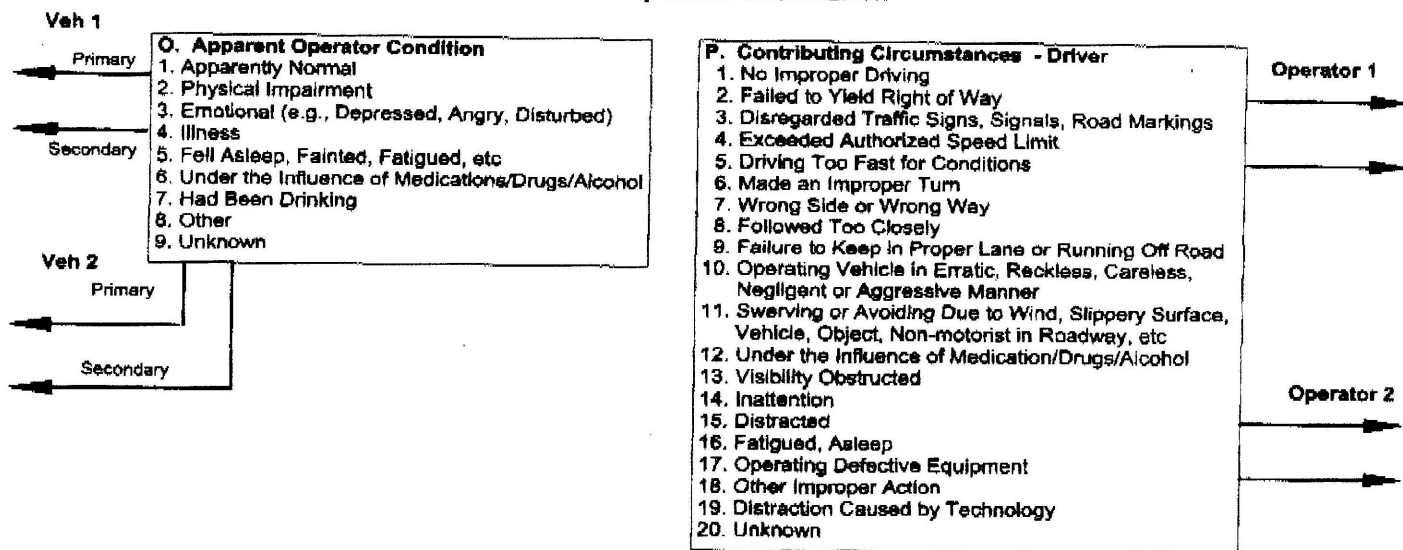 Veh 1
Primary
Secondary
O. Apparent Operator Condition
1. Apparently Normal
2. Physical Impairment
3. Emotional (e.g., Depressed, Angry, Disturbed)
4. Illness
5. Fell Asleep, Fainted, Fatigued, etc
6. Under the Influence of Medications/Drugs/Alcohol
7. Had Been Drinking
8. Other
9. Unknown
Veh 2
Primary
Secondary
P. Contributing Circumstances - Driver
1. No Improper Driving
2. Failed to Yield Right of Way
3. Disregarded Traffic Signs, Signals, Road Markings
4. Exceeded Authorized Speed Limit
5. Driving Too Fast for Conditions
6. Made an Improper Turn
7. Wrong Side or Wrong Way
8. Followed Too Closely
9. Failure to Keep in Proper Lane or Running Off Road
10. Operating Vehicle in Erratic, Reckless, Careless,
Negligent or Aggressive Manner
11. Swerving or Avoiding Due to Wind, Slippery Surface,
Vehicle, Object, Non-motorist in Roadway, etc
12. Under the Influence of Medication/Drugs/Alcohol
13. Visibility Obstructed
14. Inattention
15. Distracted
16. Fatigued, Asleep
17. Operating Defective Equipment
18. Other Improper Action
19. Distraction Caused by Technology
20. Unknown
Operator 1
Operator 2